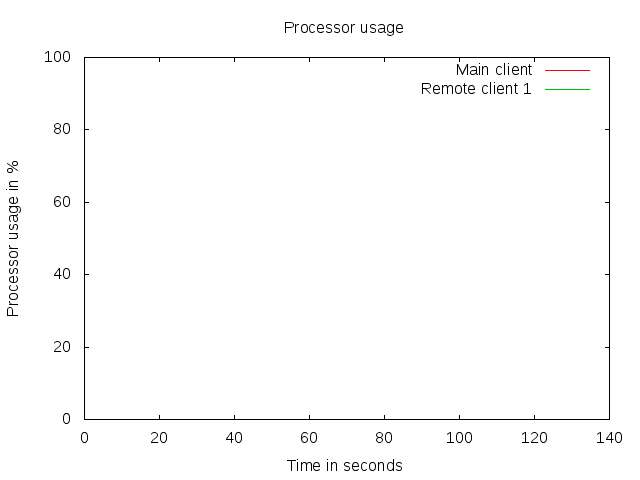 Processor usage
100
80
60
40
20
0
Processor usage in %
Main client
Remote client 1
0 20 40 60 80 100 120 140
Time in seconds